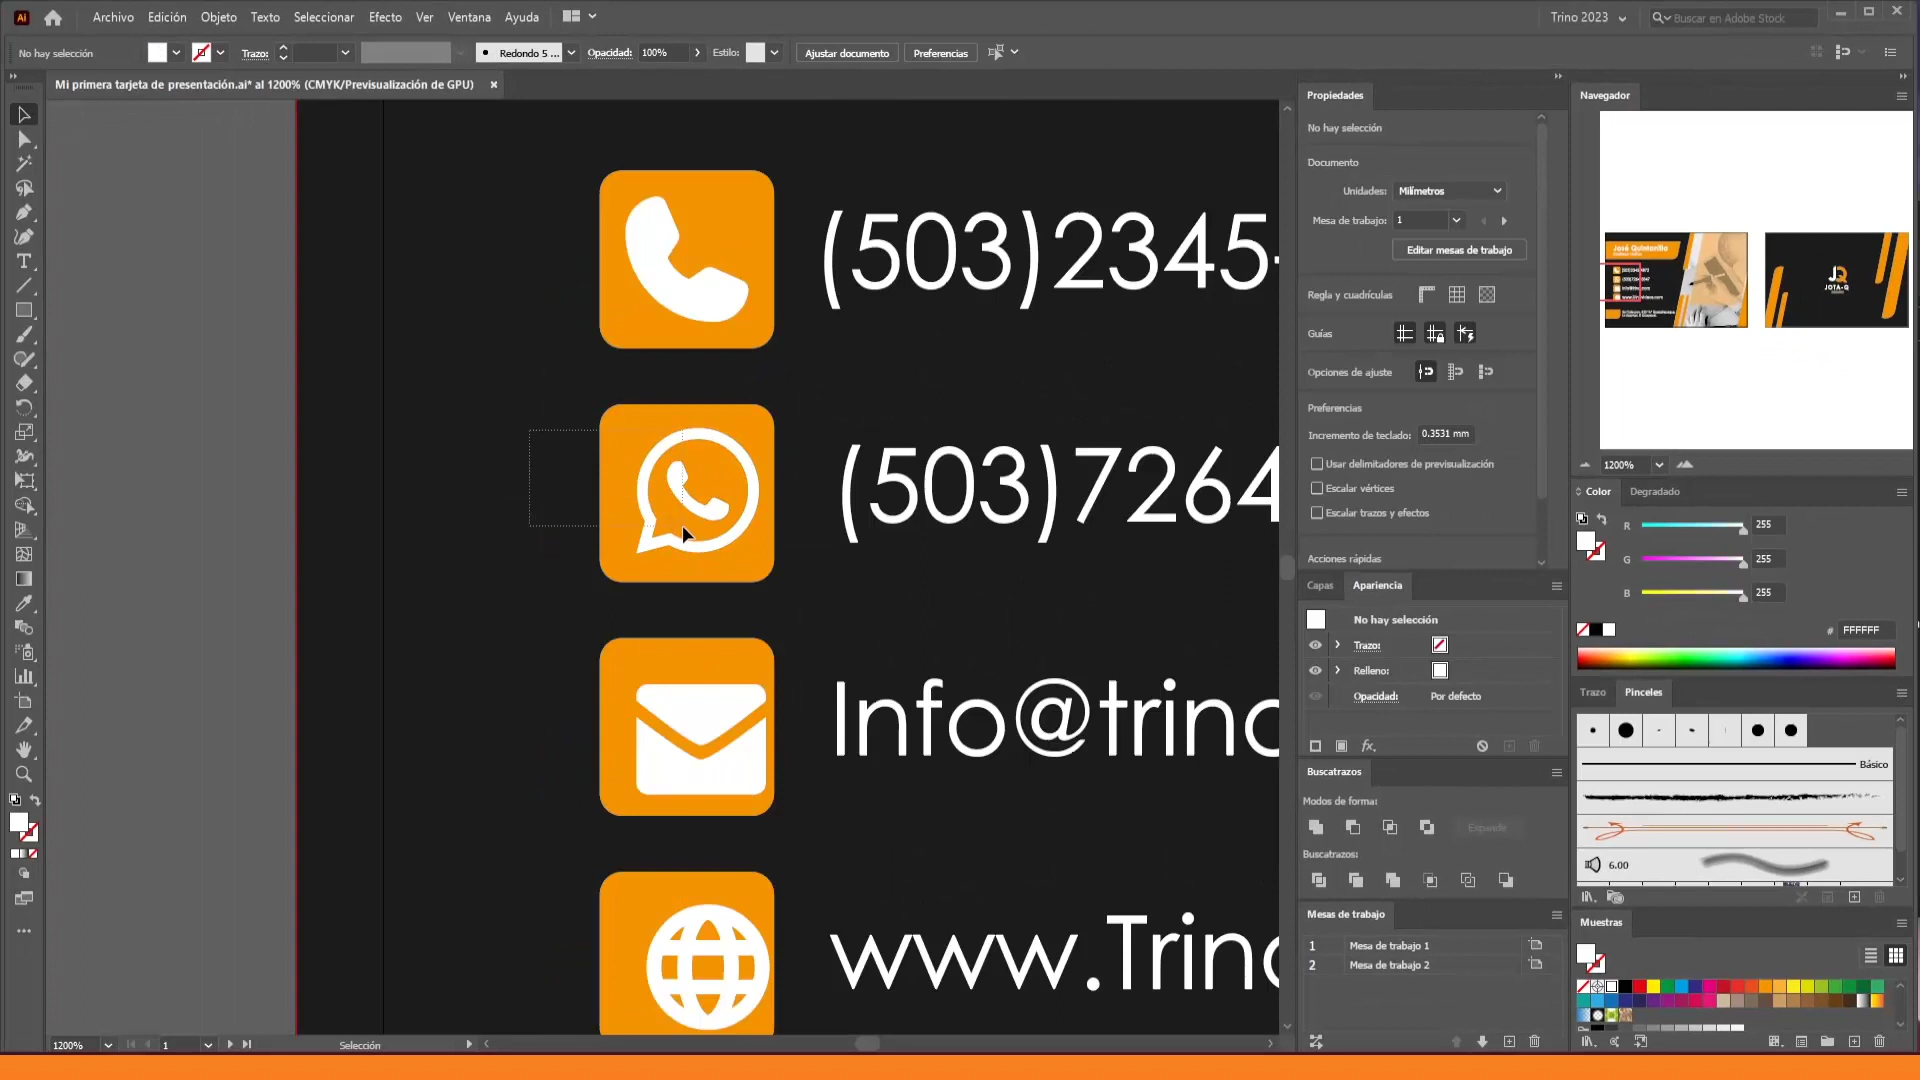 Ai Archivo Edición Objeto Texto Seleccionar Efecto Ver Ventana Ayuda Trino 2023 Buscar en Adobe Stock
No hay selección Trazo: Redondo 5 ... Opacidad: 100% Estilo: Ajustar documento Preferencias
Mi primera tarjeta de presentación.ai* al 1200% (CMYK/Previsualización de GPU)
(503)2345-
(503)7264
Info@trino
www.Trino
Propiedades
No hay selección
Documento
Unidades: Milímetros
Mesa de trabajo: 1
Editar mesas de trabajo
Regla y cuadrículas
Guías
Opciones de ajuste
Preferencias
Incremento de teclado: 0.3531 mm
Usar delimitadores de previsualización
Escalar vértices
Escalar trazos y efectos
Acciones rápidas
Capas Apariencia
No hay selección
Trazo:
Relleno:
Opacidad: Por defecto
fx
Buscatrazos
Modos de forma:
Expandir
Buscatrazos:
Mesas de trabajo
1 Mesa de trabajo 1
2 Mesa de trabajo 2
Navegador
José Quintanilla
JQ
JOTA-Q
1200%
Color Degradado
R 255
G 255
B 255
# FFFFFF
Trazo Pinceles
Básico
6.00
Muestras
1200% 1 Selección